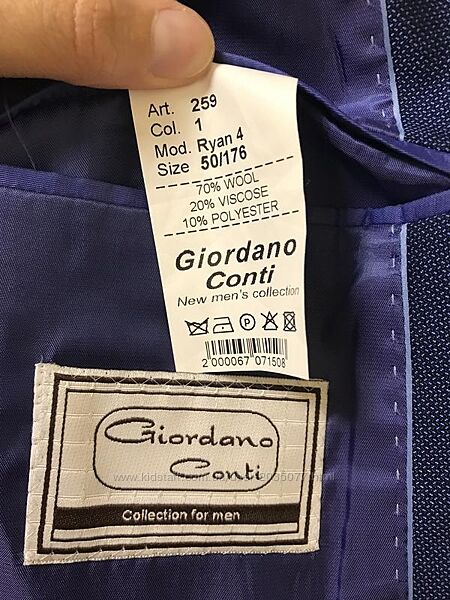 Art. 259
Col. 1
Mod. Ryan 4
Size 50/176
70% WOOL
20% VISCOSE
10% POLYESTER
Giordano
Conti
New men's collection
P
2 000067 071508
Giordano
Conti
Collection for men